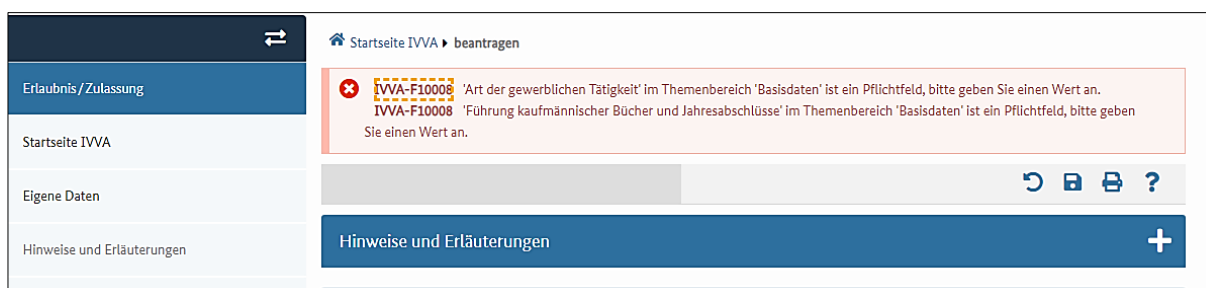 Startseite IVVA ▸ beantragen
Erlaubnis/Zulassung
IVVA-F10008 'Art der gewerblichen Tätigkeit' im Themenbereich 'Basisdaten' ist ein Pflichtfeld, bitte geben Sie einen Wert an.
IVVA-F10008 'Führung kaufmännischer Bücher und Jahresabschlüsse' im Themenbereich 'Basisdaten' ist ein Pflichtfeld, bitte geben
Sie einen Wert an.
Startseite IVVA
Eigene Daten
?
Hinweise und Erläuterungen
Hinweise und Erläuterungen